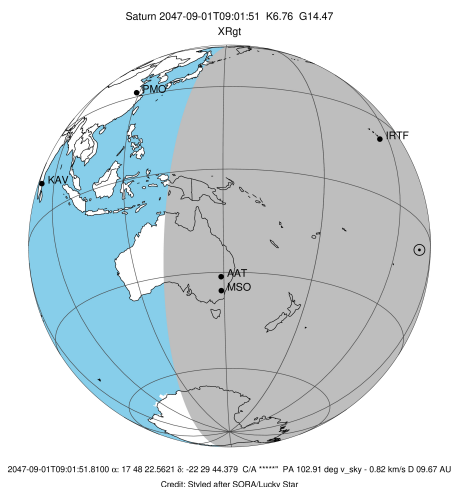 Saturn 2047-09-01T09:01:51 K6.76 G14.47
XRgt
PMO
IRTF
KAV
AAT
MSO
2047-09-01T09:01:51.8100 α: 17 48 22.5621 δ: -22 29 44.379 C/A *****" PA 102.91 deg v_sky - 0.82 km/s D 09.67 AU
Credit: Styled after SORA/Lucky Star